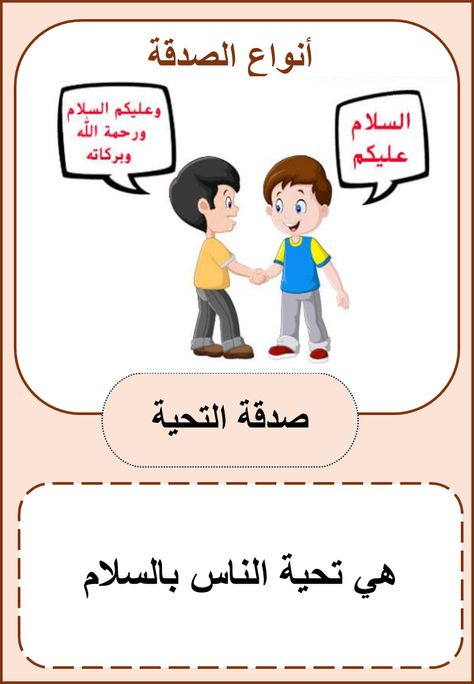 أنواع الصدقة
السلام
عليكم
وعليكم السلام
ورحمة الله
وبركاته
صدقة التحية
هي تحية الناس بالسلام